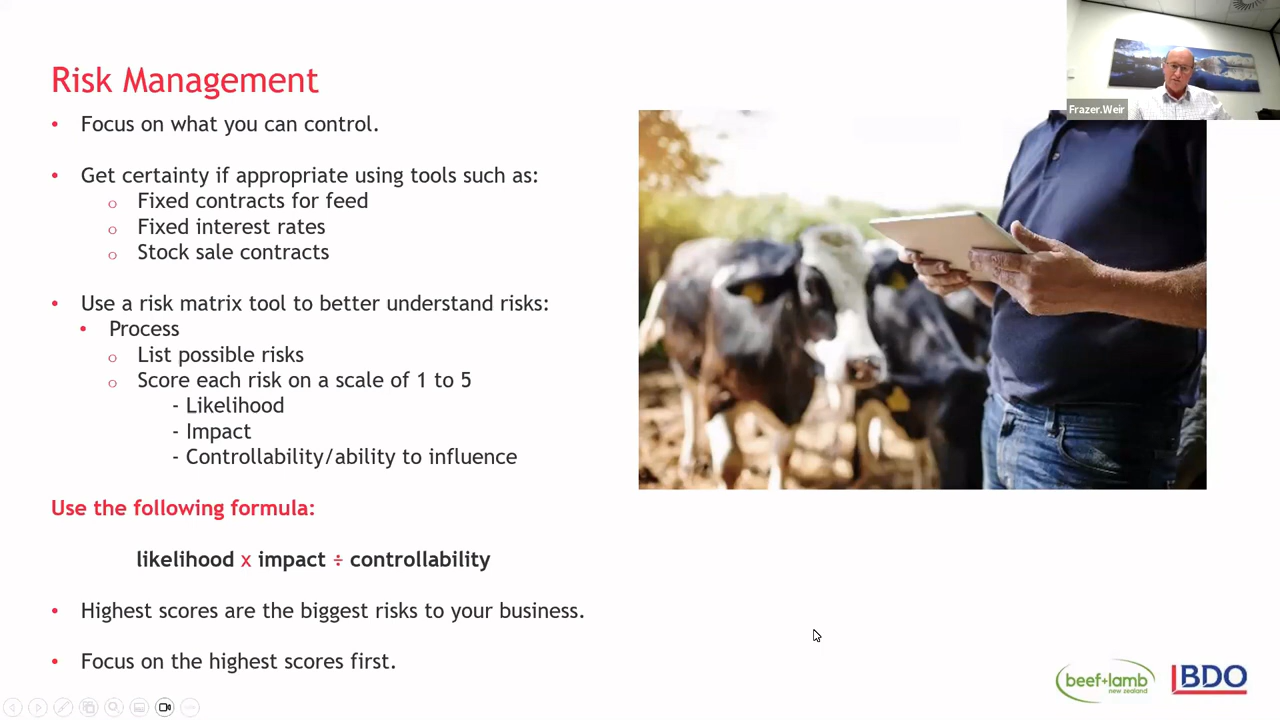 Risk Management
• Focus on what you can control.
• Get certainty if appropriate using tools such as:
o Fixed contracts for feed
o Fixed interest rates
o Stock sale contracts
• Use a risk matrix tool to better understand risks:
• Process
o List possible risks
o Score each risk on a scale of 1 to 5
- Likelihood
- Impact
- Controllability/ability to influence
Use the following formula:
likelihood x impact ÷ controllability
• Highest scores are the biggest risks to your business.
• Focus on the highest scores first.
Frazer.Weir
beef+lamb
new zealand
BDO